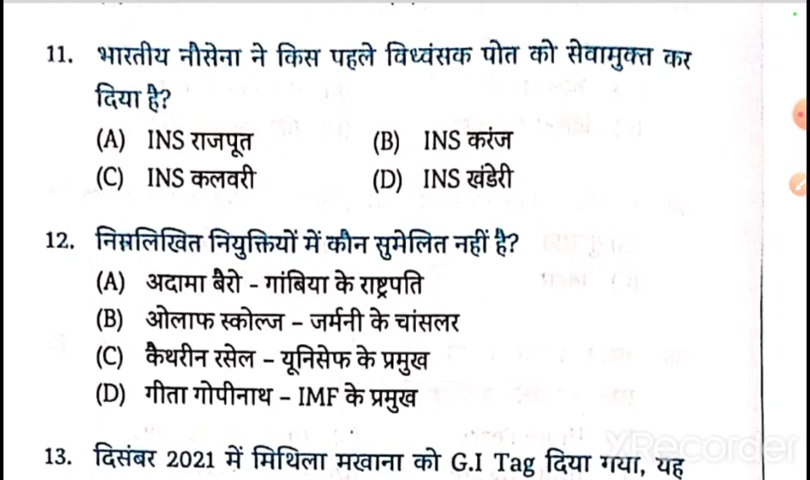 11. भारतीय नौसेना ने किस पहले विध्वंसक पोत को सेवामुक्त कर
दिया है?
(A) INS राजपूत (B) INS करंज
(C) INS कलवरी (D) INS खंडेरी
12. निम्नलिखित नियुक्तियों में कौन सुमेलित नहीं है?
(A) अदामा बैरो – गांबिया के राष्ट्रपति
(B) ओलाफ स्कोल्ज – जर्मनी के चांसलर
(C) कैथरीन रसेल – यूनिसेफ के प्रमुख
(D) गीता गोपीनाथ – IMF के प्रमुख
13. दिसंबर 2021 में मिथिला मखाना को G.I Tag दिया गया, यह
XRecorder